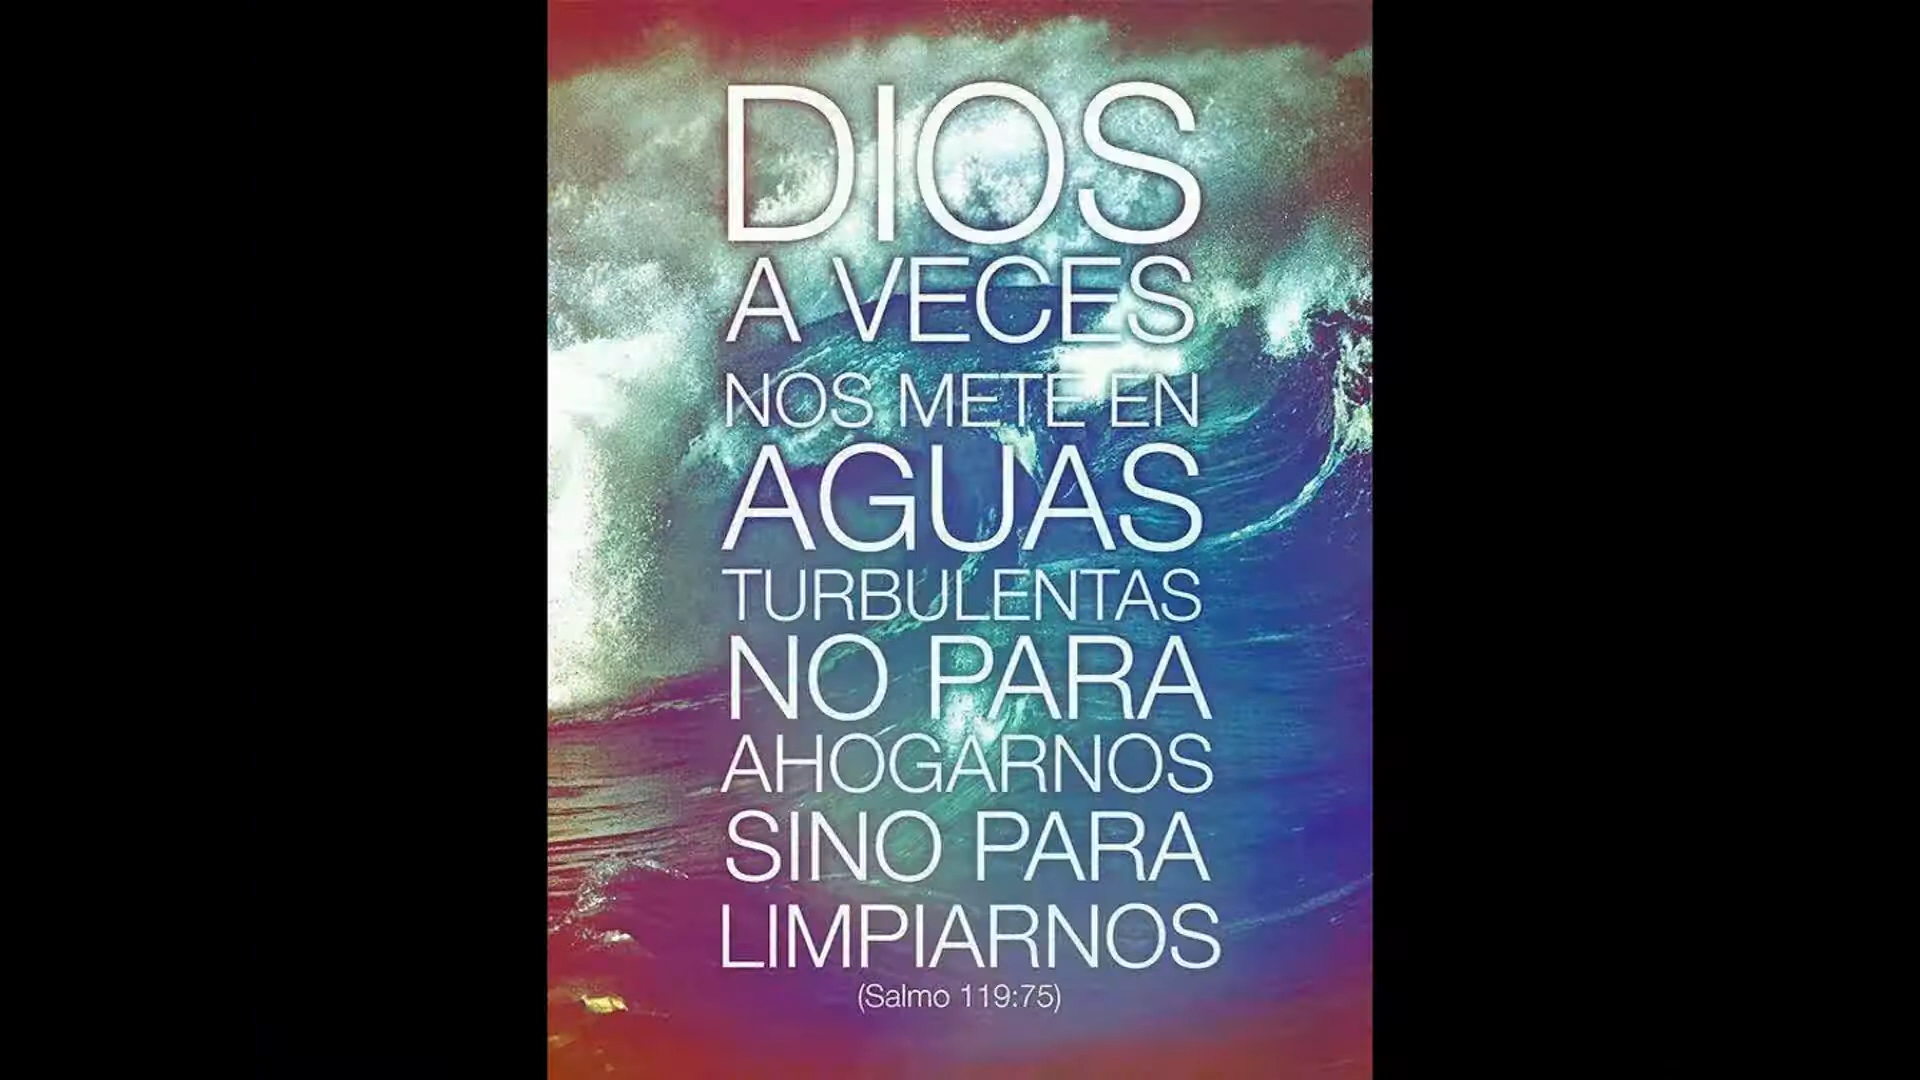 DIOS
A VECES
NOS METE EN
AGUAS
TURBULENTAS
NO PARA
AHOGARNOS
SINO PARA
LIMPIARNOS
(Salmo 119:75)